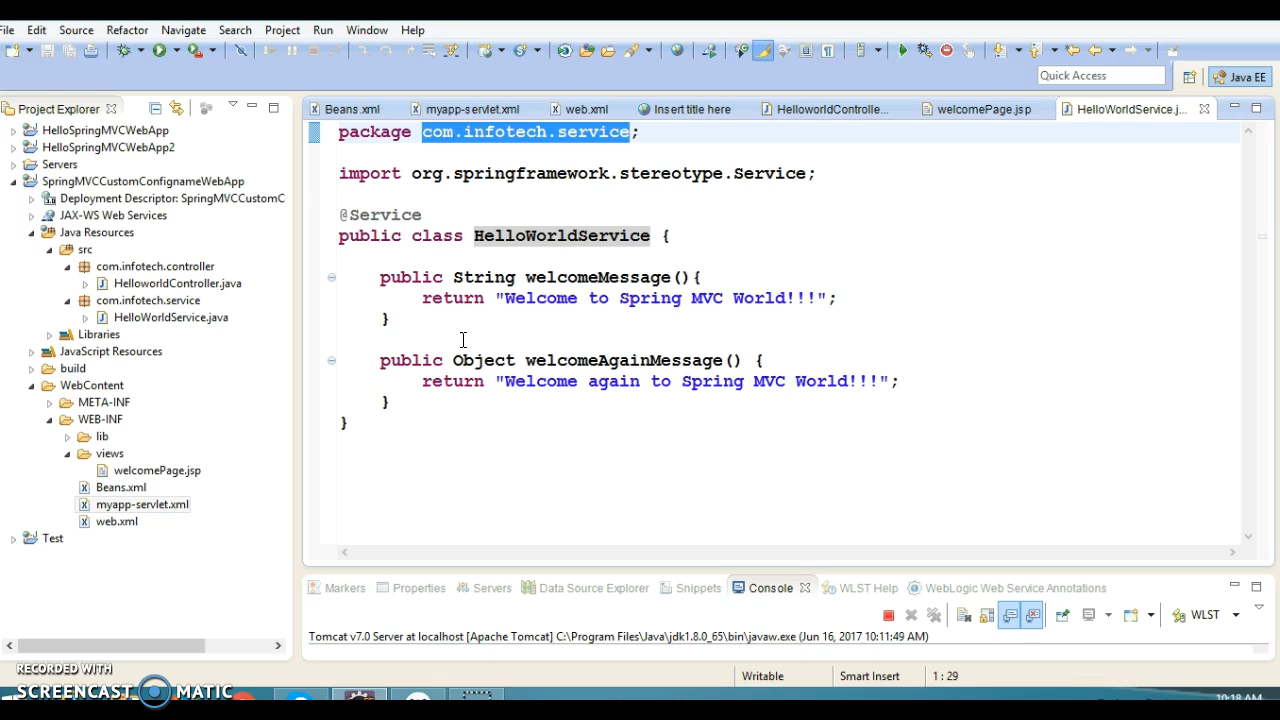 File Edit Source Refactor Navigate Search Project Run Window Help
Quick Access
Java EE
Project Explorer
Beans.xml
myapp-servlet.xml
web.xml
Insert title here
HelloworldControlle...
welcomePage.jsp
HelloWorldService.j...
HelloSpringMVCWebApp
HelloSpringMVCWebApp2
Servers
SpringMVCCustomConfignameWebApp
Deployment Descriptor: SpringMVCCustomC
JAX-WS Web Services
Java Resources
src
com.infotech.controller
HelloworldController.java
com.infotech.service
HelloWorldService.java
Libraries
JavaScript Resources
build
WebContent
META-INF
WEB-INF
lib
views
welcomePage.jsp
Beans.xml
myapp-servlet.xml
web.xml
Test
package com.infotech.service;
import org.springframework.stereotype.Service;
@Service
public class HelloWorldService {
public String welcomeMessage(){
return "Welcome to Spring MVC World!!!";
}
public Object welcomeAgainMessage() {
return "Welcome again to Spring MVC World!!!";
}
}
Markers Properties Servers Data Source Explorer Snippets Console WLST Help WebLogic Web Service Annotations
WLST
Tomcat v7.0 Server at localhost [Apache Tomcat] C:\Program Files\Java\jdk1.8.0_65\bin\javaw.exe (Jun 16, 2017 10:11:49 AM)
Writable Smart Insert 1 : 29
RECORDED WITH
SCREENCAST MATIC
10:18 AM